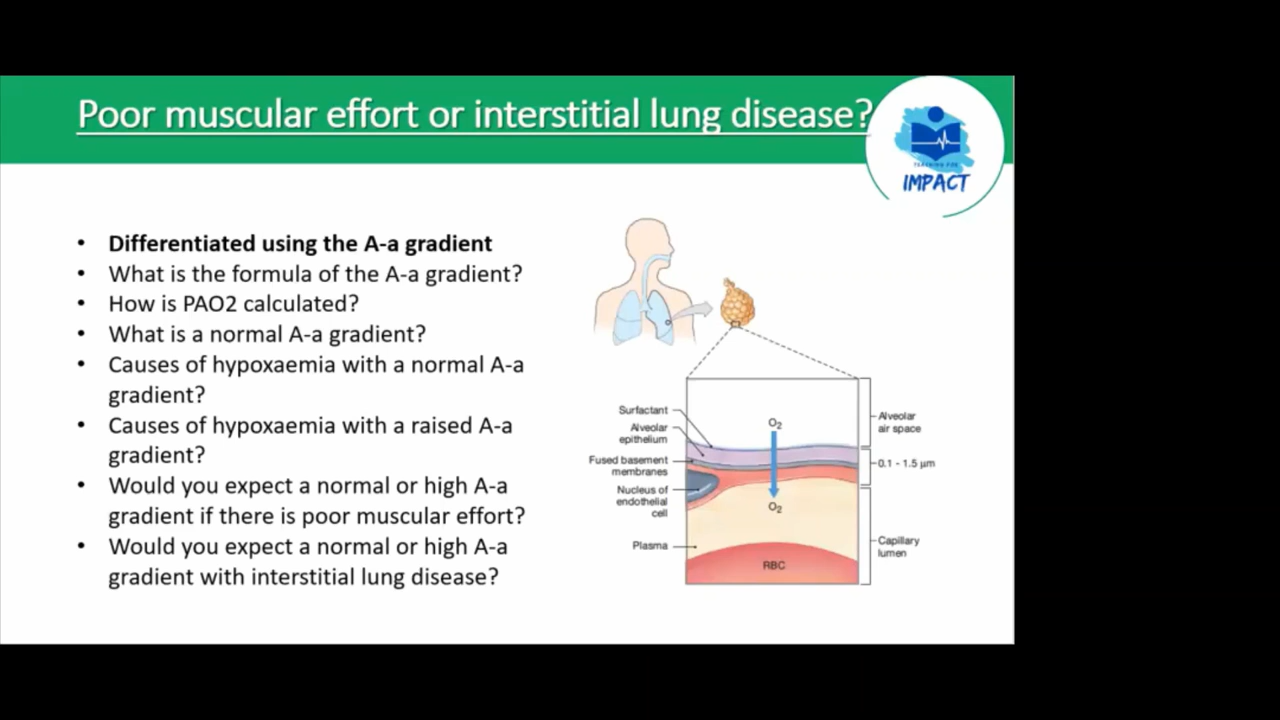 Poor muscular effort or interstitial lung disease?
TEACHING FOR
IMPACT
• Differentiated using the A-a gradient
• What is the formula of the A-a gradient?
• How is PAO2 calculated?
• What is a normal A-a gradient?
• Causes of hypoxaemia with a normal A-a
gradient?
• Causes of hypoxaemia with a raised A-a
gradient?
• Would you expect a normal or high A-a
gradient if there is poor muscular effort?
• Would you expect a normal or high A-a
gradient with interstitial lung disease?
Surfactant
Alveolar
epithelium
Fused basement
membranes
Nucleus of
endothelial
cell
Plasma
O₂
O₂
RBC
Alveolar
air space
0.1 - 1.5 μm
Capillary
lumen